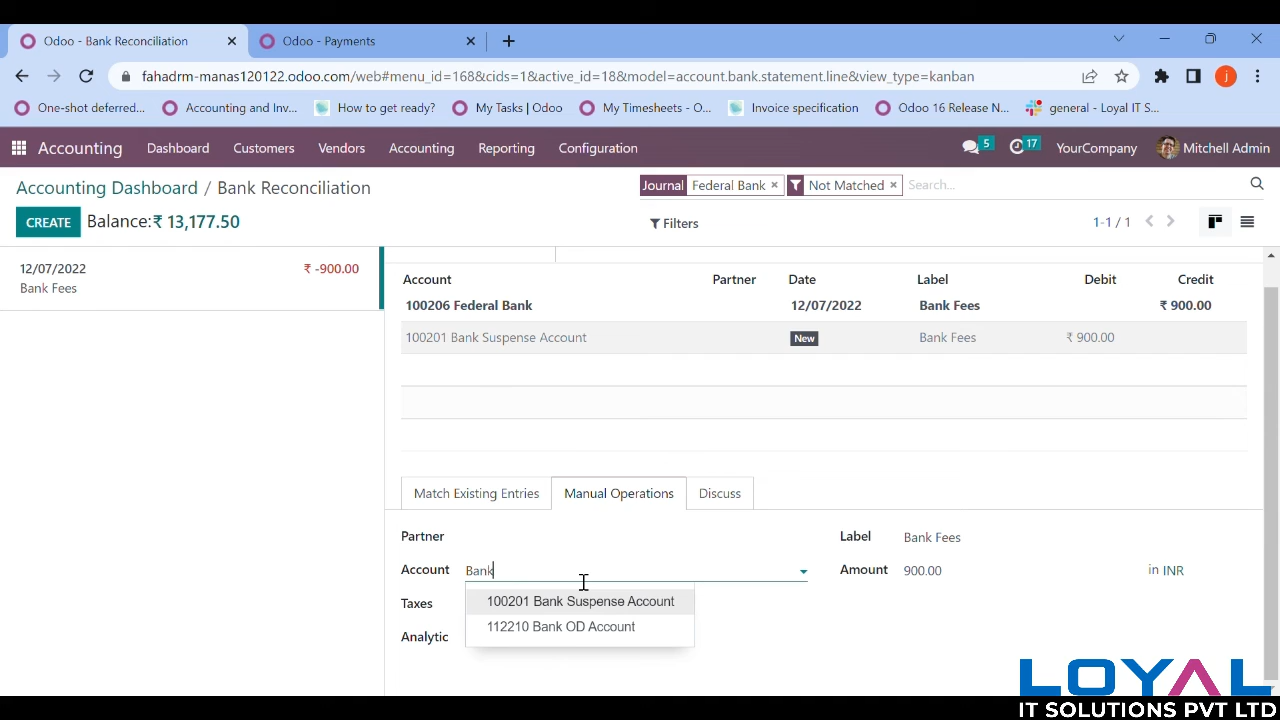 Odoo - Bank Reconciliation
Odoo - Payments
fahadrm-manas120122.odoo.com/web#menu_id=168&cids=1&active_id=18&model=account.bank.statement.line&view_type=kanban
j
One-shot deferred...
Accounting and Inv...
How to get ready?
My Tasks | Odoo
My Timesheets - O...
Invoice specification
Odoo 16 Release N...
general - Loyal IT S...
Accounting
Dashboard
Customers
Vendors
Accounting
Reporting
Configuration
5
17
YourCompany
Mitchell Admin
Accounting Dashboard / Bank Reconciliation
Journal Federal Bank ×
Not Matched ×
Search...
CREATE
Balance:₹ 13,177.50
Filters
1-1 / 1
12/07/2022 ₹ -900.00
Bank Fees
Account Partner Date Label Debit Credit
100206 Federal Bank 12/07/2022 Bank Fees ₹ 900.00
100201 Bank Suspense Account New Bank Fees ₹ 900.00
Match Existing Entries
Manual Operations
Discuss
Partner
Label Bank Fees
Account Bank
Amount 900.00 in INR
Taxes
100201 Bank Suspense Account
112210 Bank OD Account
Analytic
LOYAL
IT SOLUTIONS PVT LTD